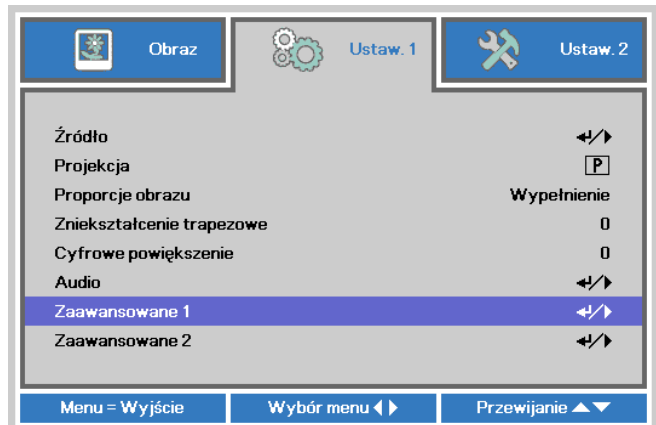 Obraz Ustaw. 1 Ustaw. 2
Źródło
Projekcja P
Proporcje obrazu Wypełnienie
Zniekształcenie trapezowe 0
Cyfrowe powiększenie 0
Audio
Zaawansowane 1
Zaawansowane 2
Menu = Wyjście Wybór menu Przewijanie